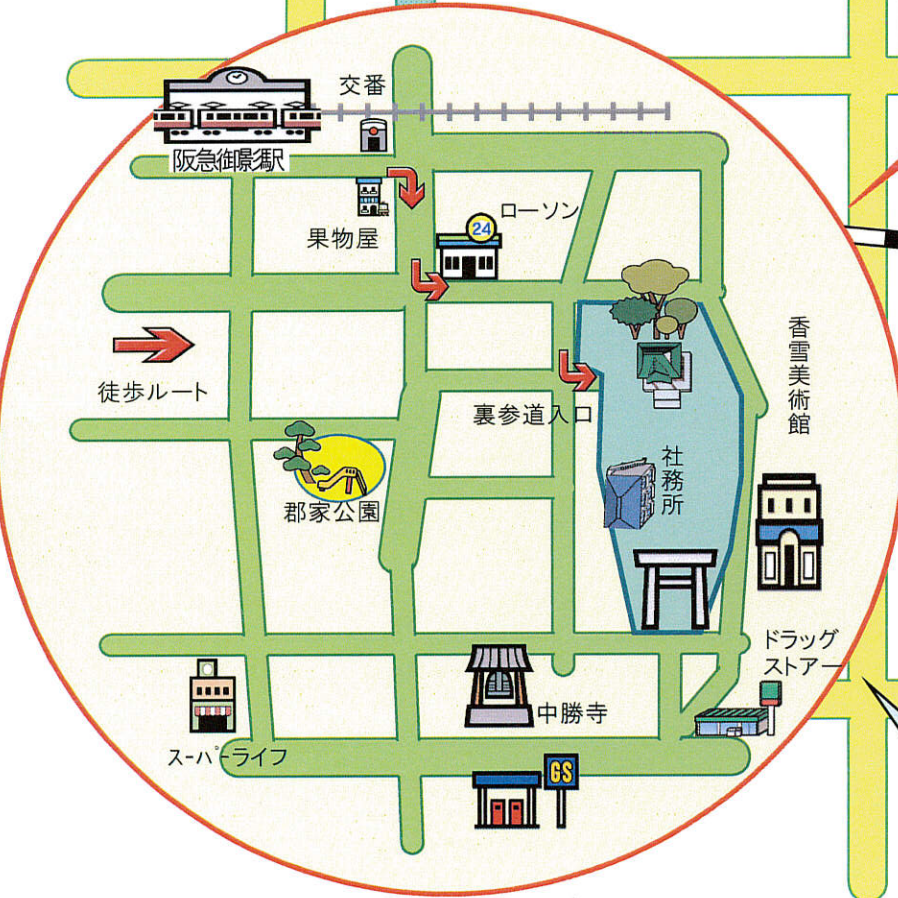 交番
阪急御影駅
果物屋
24
ローソン
徒歩ルート
裏参道入口
香雪美術館
社務所
郡家公園
ドラッグ
ストアー
中勝寺
スーパーライフ
GS